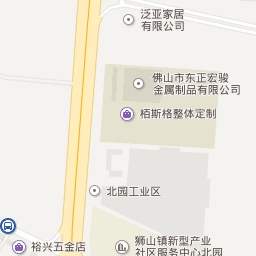 泛亚家居
有限公司
佛山市东正宏骏
金属制品有限公司
栢斯格整体定制
北园工业区
裕兴五金店
狮山镇新型产业
社区服务中心北园